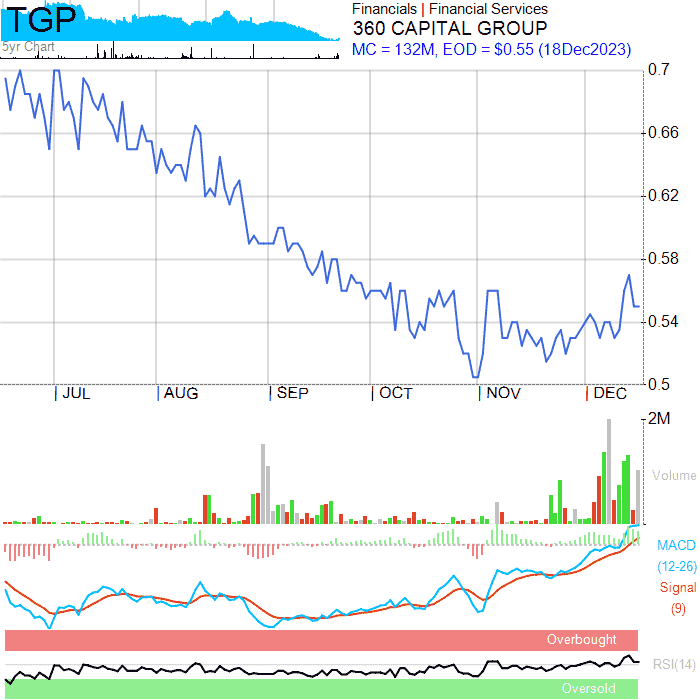 TGP
5yr Chart
Financials | Financial Services
360 CAPITAL GROUP
MC = 132M, EOD = $0.55 (18Dec2023)
0.7
0.66
0.62
0.58
0.54
0.5
JUL AUG SEP OCT NOV DEC
2M
Volume
MACD
(12-26)
Signal
(9)
Overbought
RSI(14)
Oversold